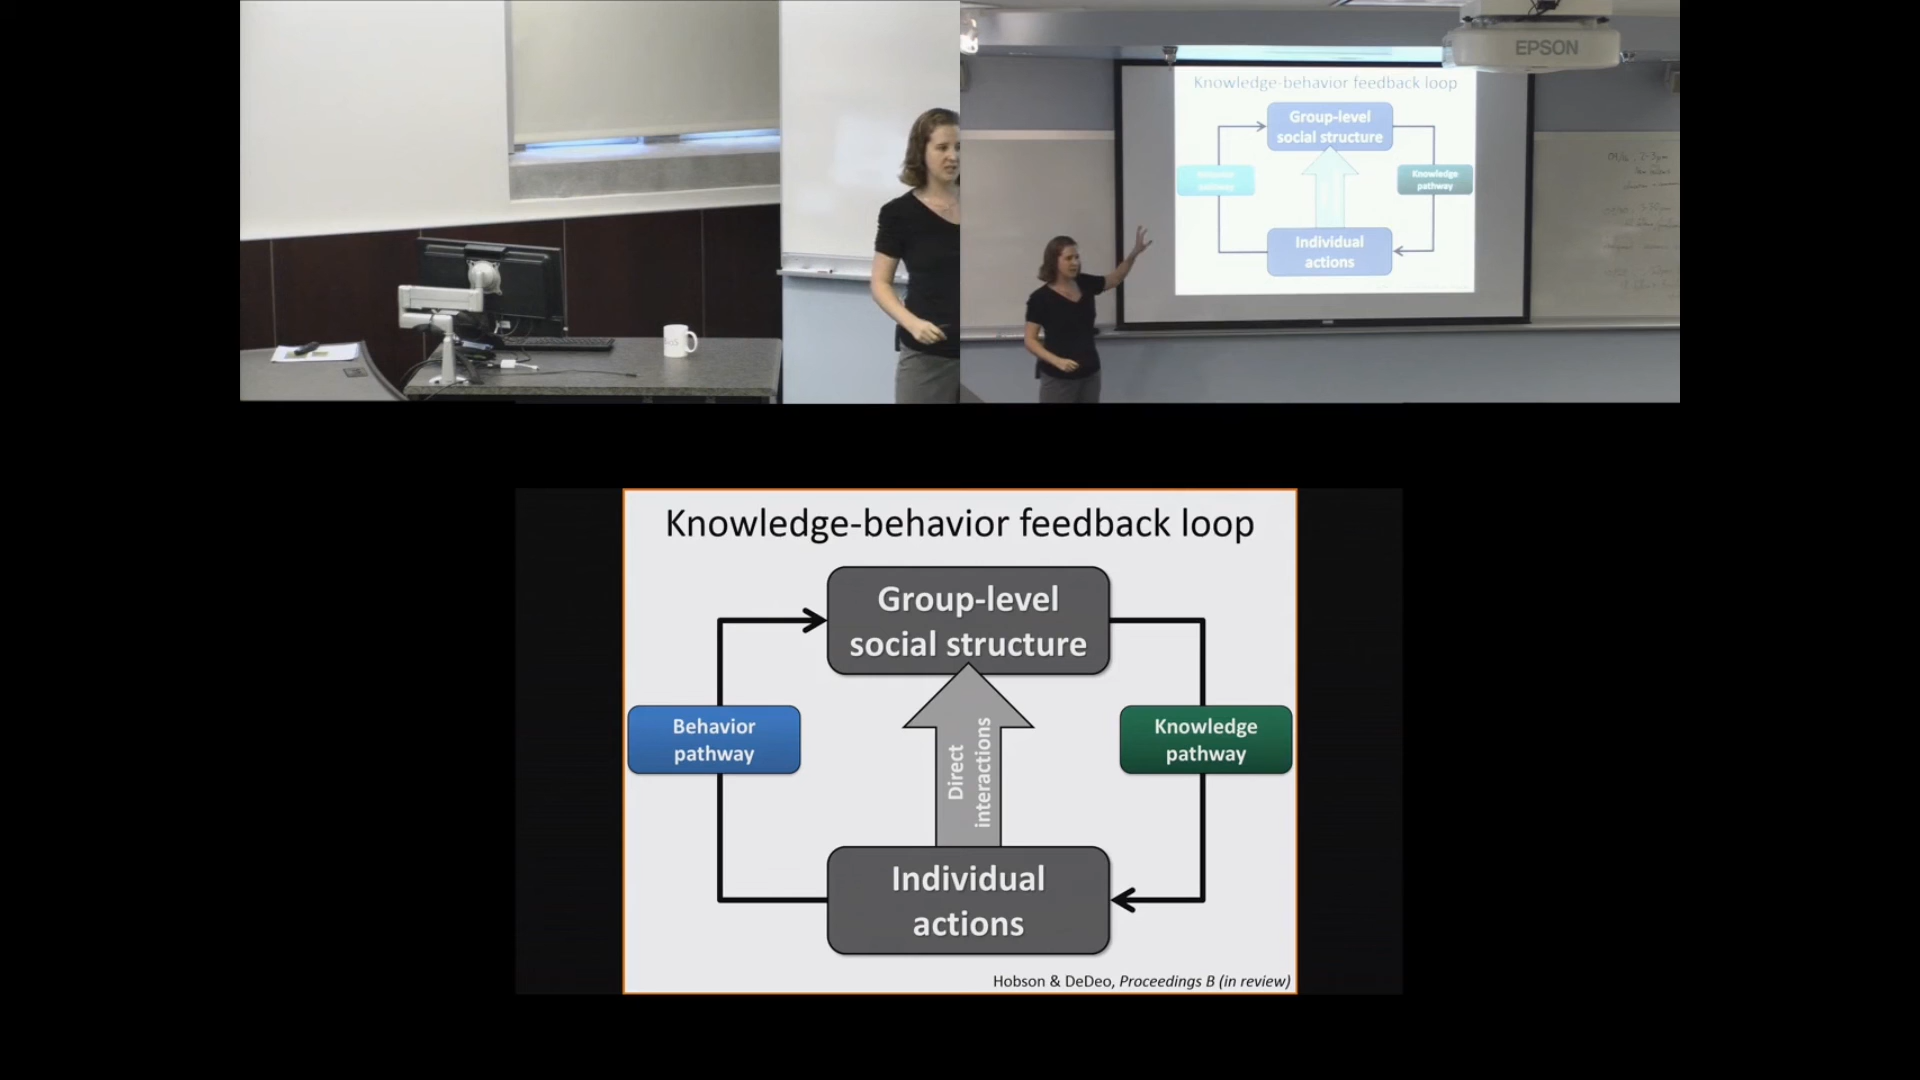 EPSON
Knowledge-behavior feedback loop
Group-level
social structure
Knowledge
pathway
Individual
actions
Knowledge-behavior feedback loop
Group-level
social structure
Behavior
pathway
Direct
interactions
Knowledge
pathway
Individual
actions
Hobson & DeDeo, Proceedings B (in review)